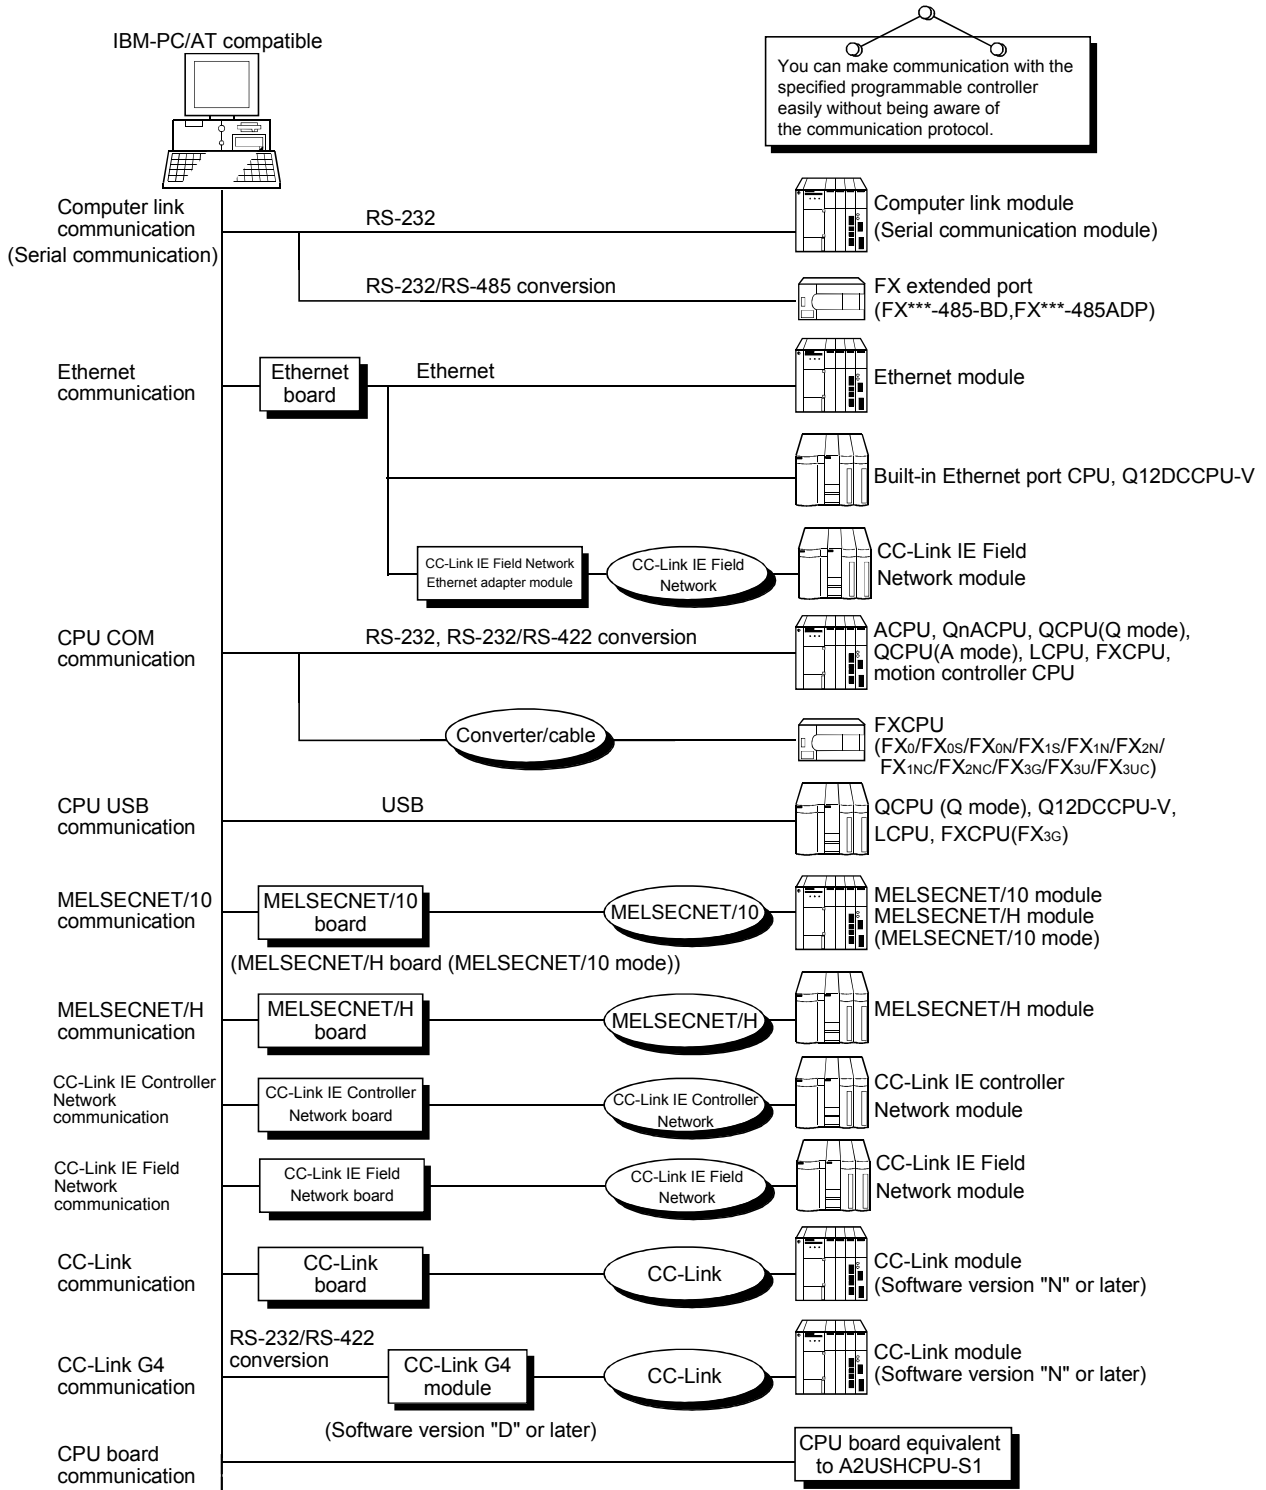 IBM-PC/AT compatible
You can make communication with the
specified programmable controller
easily without being aware of
the communication protocol.
Computer link
communication
(Serial communication)
RS-232
Computer link module
(Serial communication module)
RS-232/RS-485 conversion
FX extended port
(FX***-485-BD,FX***-485ADP)
Ethernet
communication
Ethernet
board
Ethernet
Ethernet module
Built-in Ethernet port CPU, Q12DCCPU-V
CC-Link IE Field Network
Ethernet adapter module
CC-Link IE Field
Network
CC-Link IE Field
Network module
CPU COM
communication
RS-232, RS-232/RS-422 conversion
ACPU, QnACPU, QCPU(Q mode),
QCPU(A mode), LCPU, FXCPU,
motion controller CPU
Converter/cable
FXCPU
(FX0/FX0S/FX0N/FX1S/FX1N/FX2N/
FX1NC/FX2NC/FX3G/FX3U/FX3UC)
CPU USB
communication
USB
QCPU (Q mode), Q12DCCPU-V,
LCPU, FXCPU(FX3G)
MELSECNET/10
communication
MELSECNET/10
board
(MELSECNET/H board (MELSECNET/10 mode))
MELSECNET/10
MELSECNET/10 module
MELSECNET/H module
(MELSECNET/10 mode)
MELSECNET/H
communication
MELSECNET/H
board
MELSECNET/H
MELSECNET/H module
CC-Link IE Controller
Network
communication
CC-Link IE Controller
Network board
CC-Link IE Controller
Network
CC-Link IE controller
Network module
CC-Link IE Field
Network
communication
CC-Link IE Field
Network board
CC-Link IE Field
Network
CC-Link IE Field
Network module
CC-Link
communication
CC-Link
board
CC-Link
CC-Link module
(Software version "N" or later)
CC-Link G4
communication
RS-232/RS-422
conversion
CC-Link G4
module
(Software version "D" or later)
CC-Link
CC-Link module
(Software version "N" or later)
CPU board
communication
CPU board equivalent
to A2USHCPU-S1